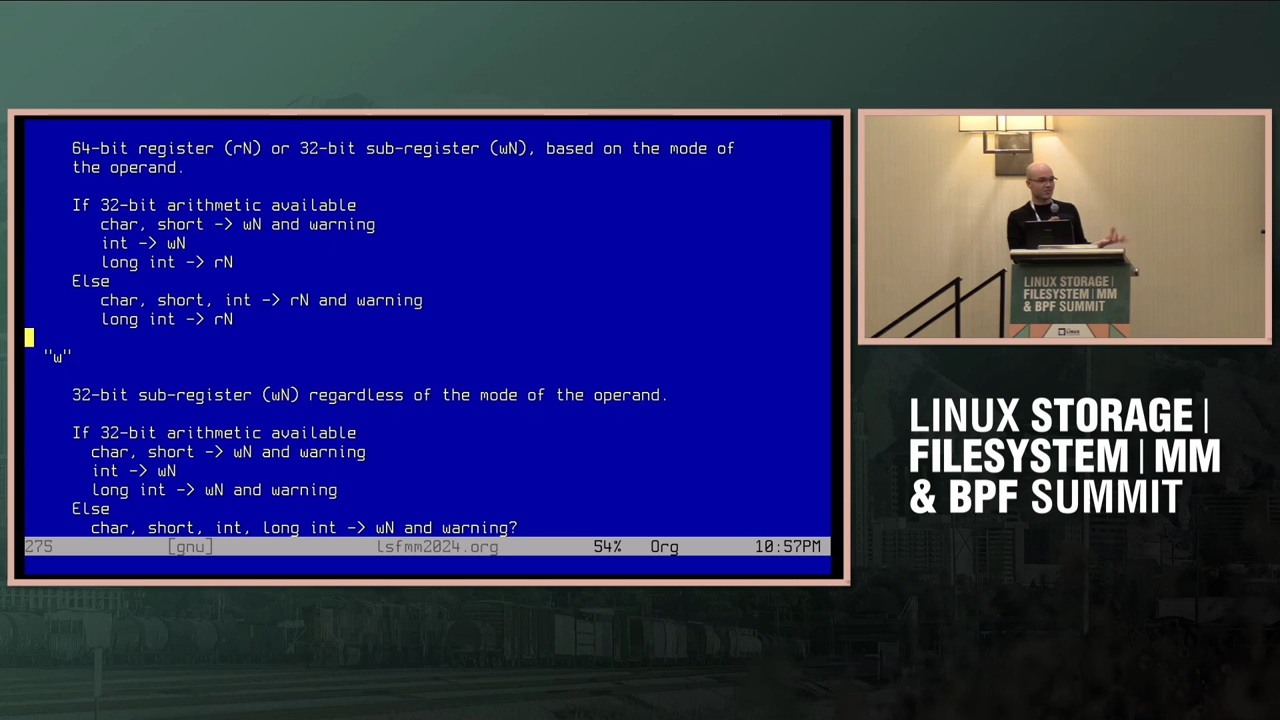 64-bit register (rN) or 32-bit sub-register (wN), based on the mode of
the operand.
If 32-bit arithmetic available
char, short -> wN and warning
int -> wN
long int -> rN
Else
char, short, int -> rN and warning
long int -> rN
"w"
32-bit sub-register (wN) regardless of the mode of the operand.
If 32-bit arithmetic available
char, short -> wN and warning
int -> wN
long int -> wN and warning
Else
char, short, int, long int -> wN and warning?
275 [gnu] lsfmm2024.org 54% Org 10:57PM
LINUX STORAGE|
FILESYSTEM|MM
& BPF SUMMIT
LINUX
LINUX STORAGE|
FILESYSTEM|MM
& BPF SUMMIT